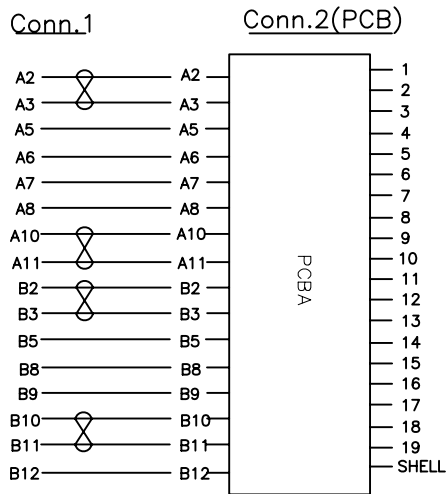 Conn.1 Conn.2(PCB)
A2 A2 1
A3 A3 2
A5 A5 3
A6 A6 4
A7 A7 5
A8 A8 6
A10 A10 7
A11 A11 8
B2 B2 9
B3 B3 10
B5 B5 11
B8 B8 12
B9 B9 13
B10 B10 14
B11 B11 15
B12 B12 16
17
18
19
SHELL
PCBA